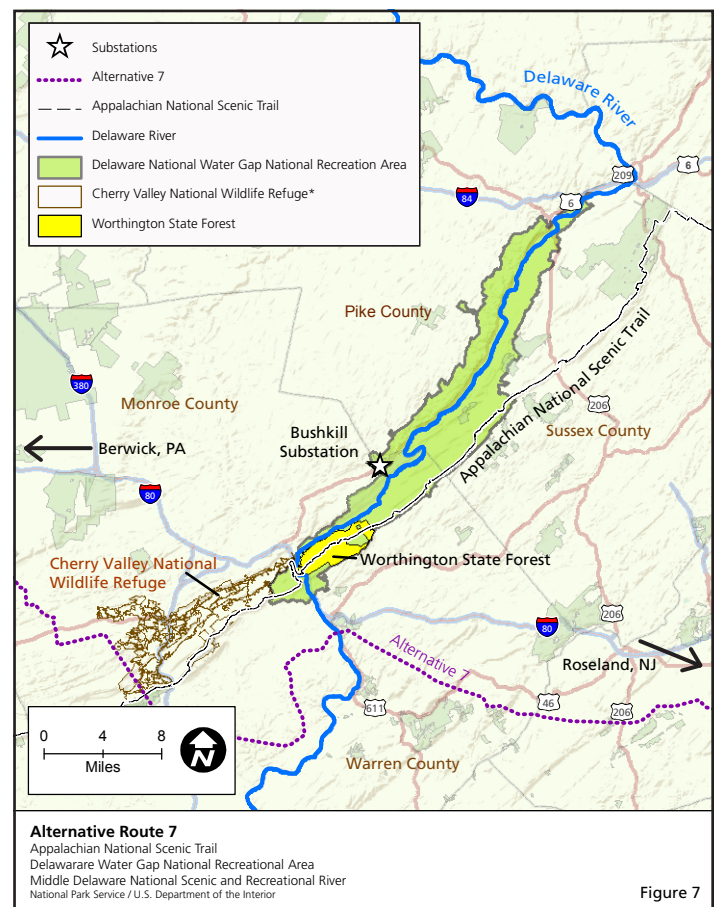 Substations
Alternative 7
Appalachian National Scenic Trail
Delaware River
Delaware National Water Gap National Recreation Area
Cherry Valley National Wildlife Refuge*
Worthington State Forest
Delaware River
6
209
84
6
Pike County
Appalachian National Scenic Trail
380
Monroe County
206
Bushkill
Substation
Sussex County
Berwick, PA
80
Worthington State Forest
Cherry Valley National
Wildlife Refuge
80
206
Alternative 7
Roseland, NJ
46
611
206
0 4 8
Miles
N
Warren County
Alternative Route 7
Appalachian National Scenic Trail
Delawarare Water Gap National Recreational Area
Middle Delaware National Scenic and Recreational River
National Park Service / U.S. Department of the Interior
Figure 7